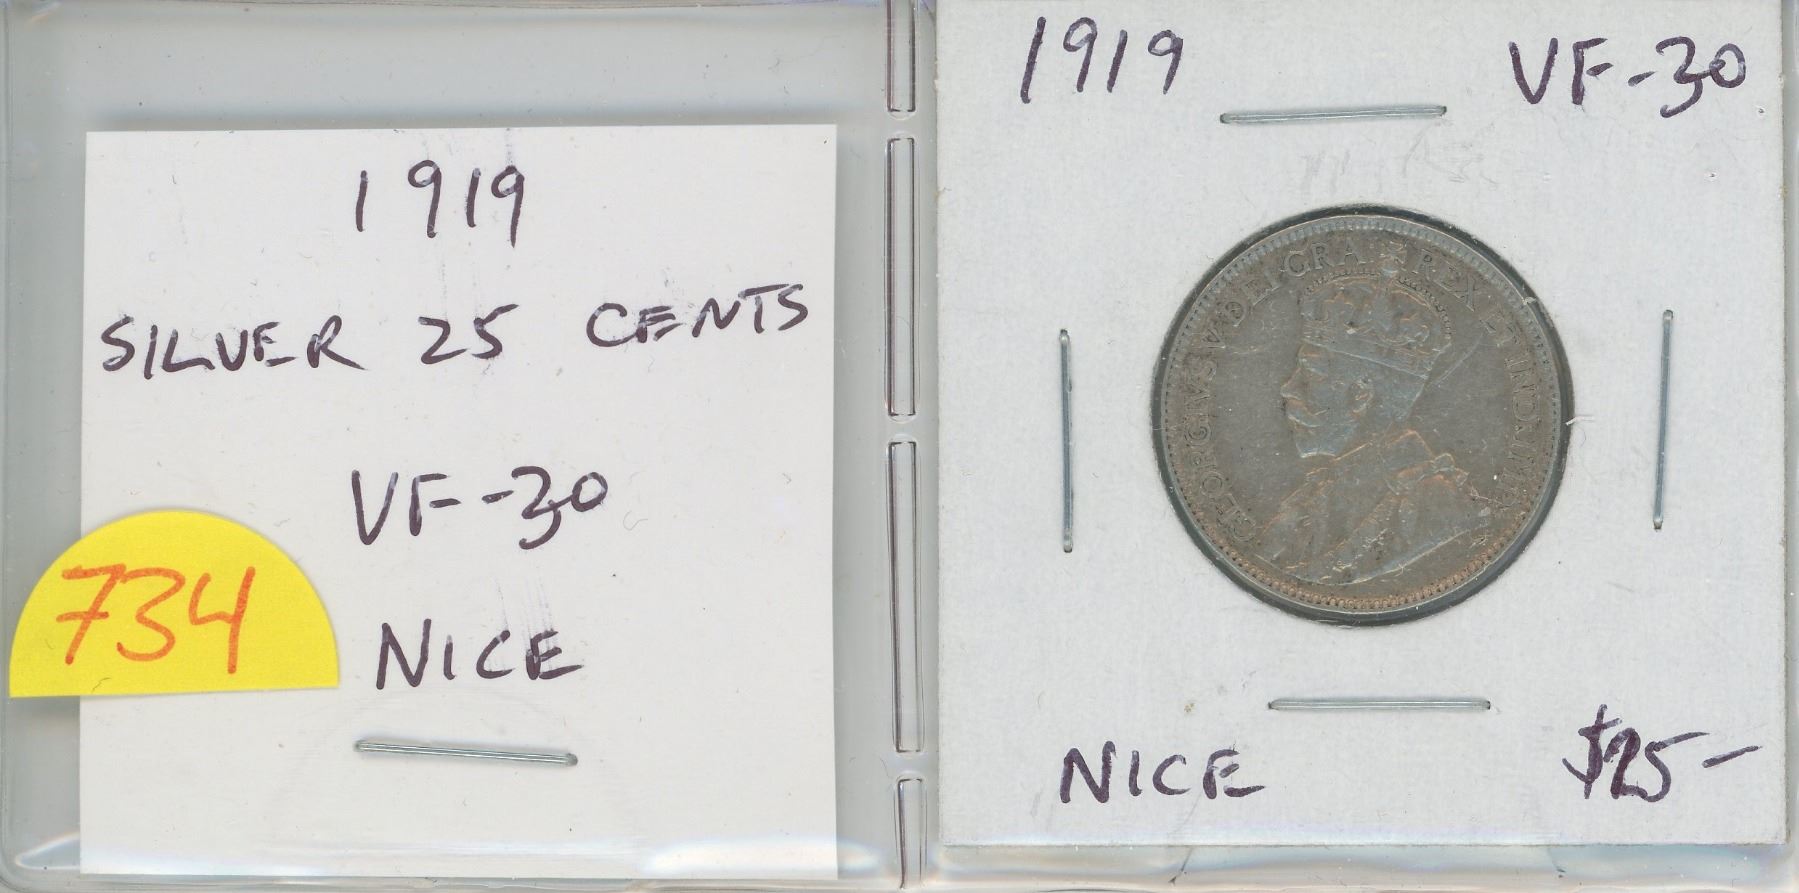 1919
SILVER 25 CENTS
VF-30
NICE
734
1919 VF-30
GEORGIVS V DEI GRA: REX ET IND:IMP:
NICE $25-